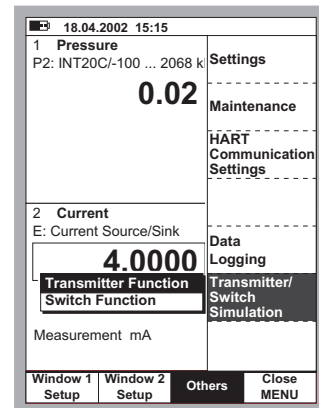 18.04.2002 15:15
1 Pressure
P2: INT20C/-100 ... 2068 k
0.02
Settings
Maintenance
HART
Communication
Settings
2 Current
E: Current Source/Sink
4.0000
Data
Logging
Transmitter Function
Switch Function
Transmitter/
Switch
Simulation
Measurement mA
Window 1
Setup
Window 2
Setup
Others
Close
MENU